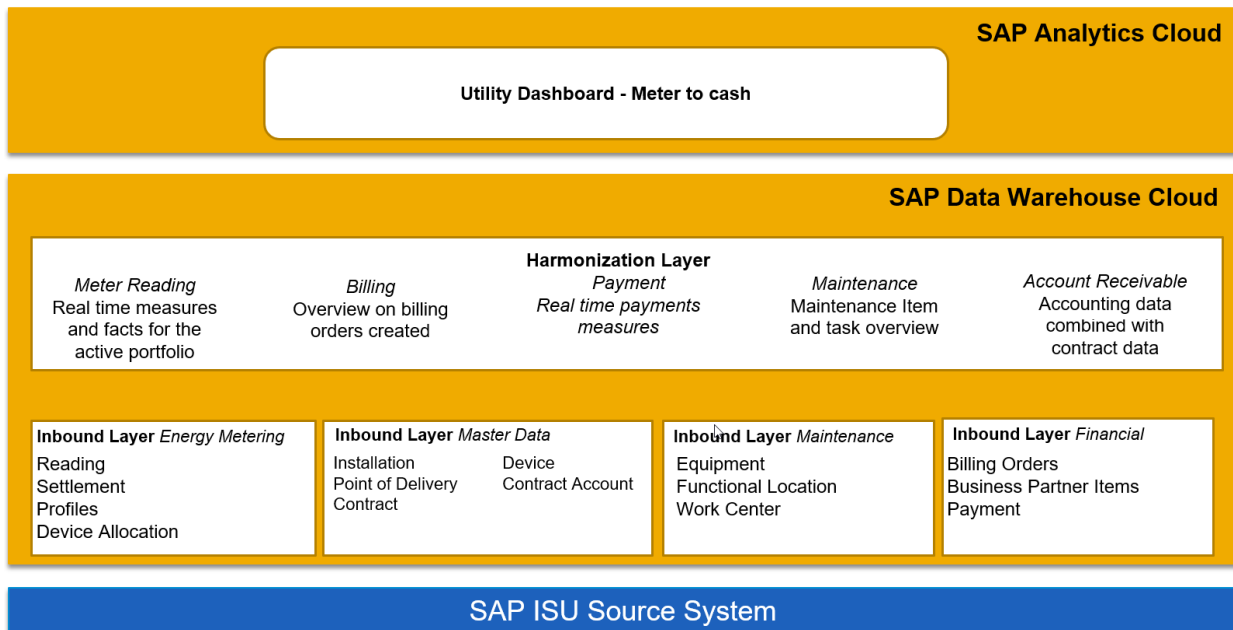 SAP Analytics Cloud
Utility Dashboard - Meter to cash
SAP Data Warehouse Cloud
Harmonization Layer
Meter Reading
Real time measures
and facts for the
active portfolio
Billing
Overview on billing
orders created
Payment
Real time payments
measures
Maintenance
Maintenance Item
and task overview
Account Receivable
Accounting data
combined with
contract data
Inbound Layer Energy Metering
Reading
Settlement
Profiles
Device Allocation
Inbound Layer Master Data
Installation
Point of Delivery
Contract
Device
Contract Account
Inbound Layer Maintenance
Equipment
Functional Location
Work Center
Inbound Layer Financial
Billing Orders
Business Partner Items
Payment
SAP ISU Source System